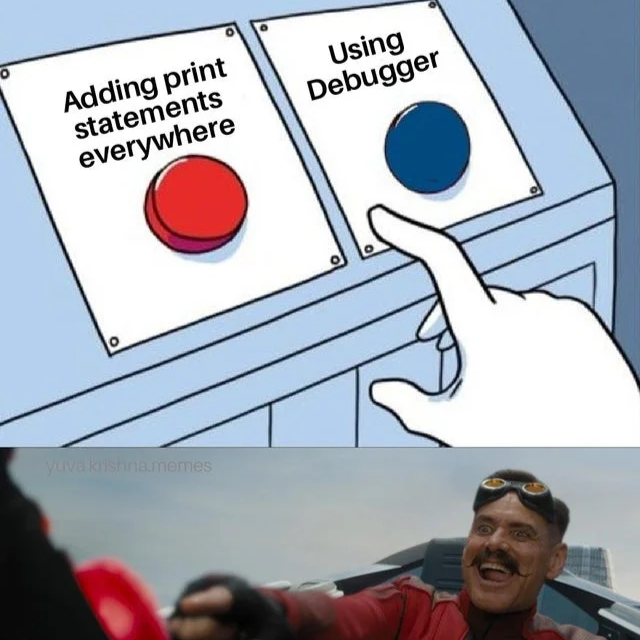 Adding print
statements
everywhere
Using
Debugger
yuva.krishna.memes